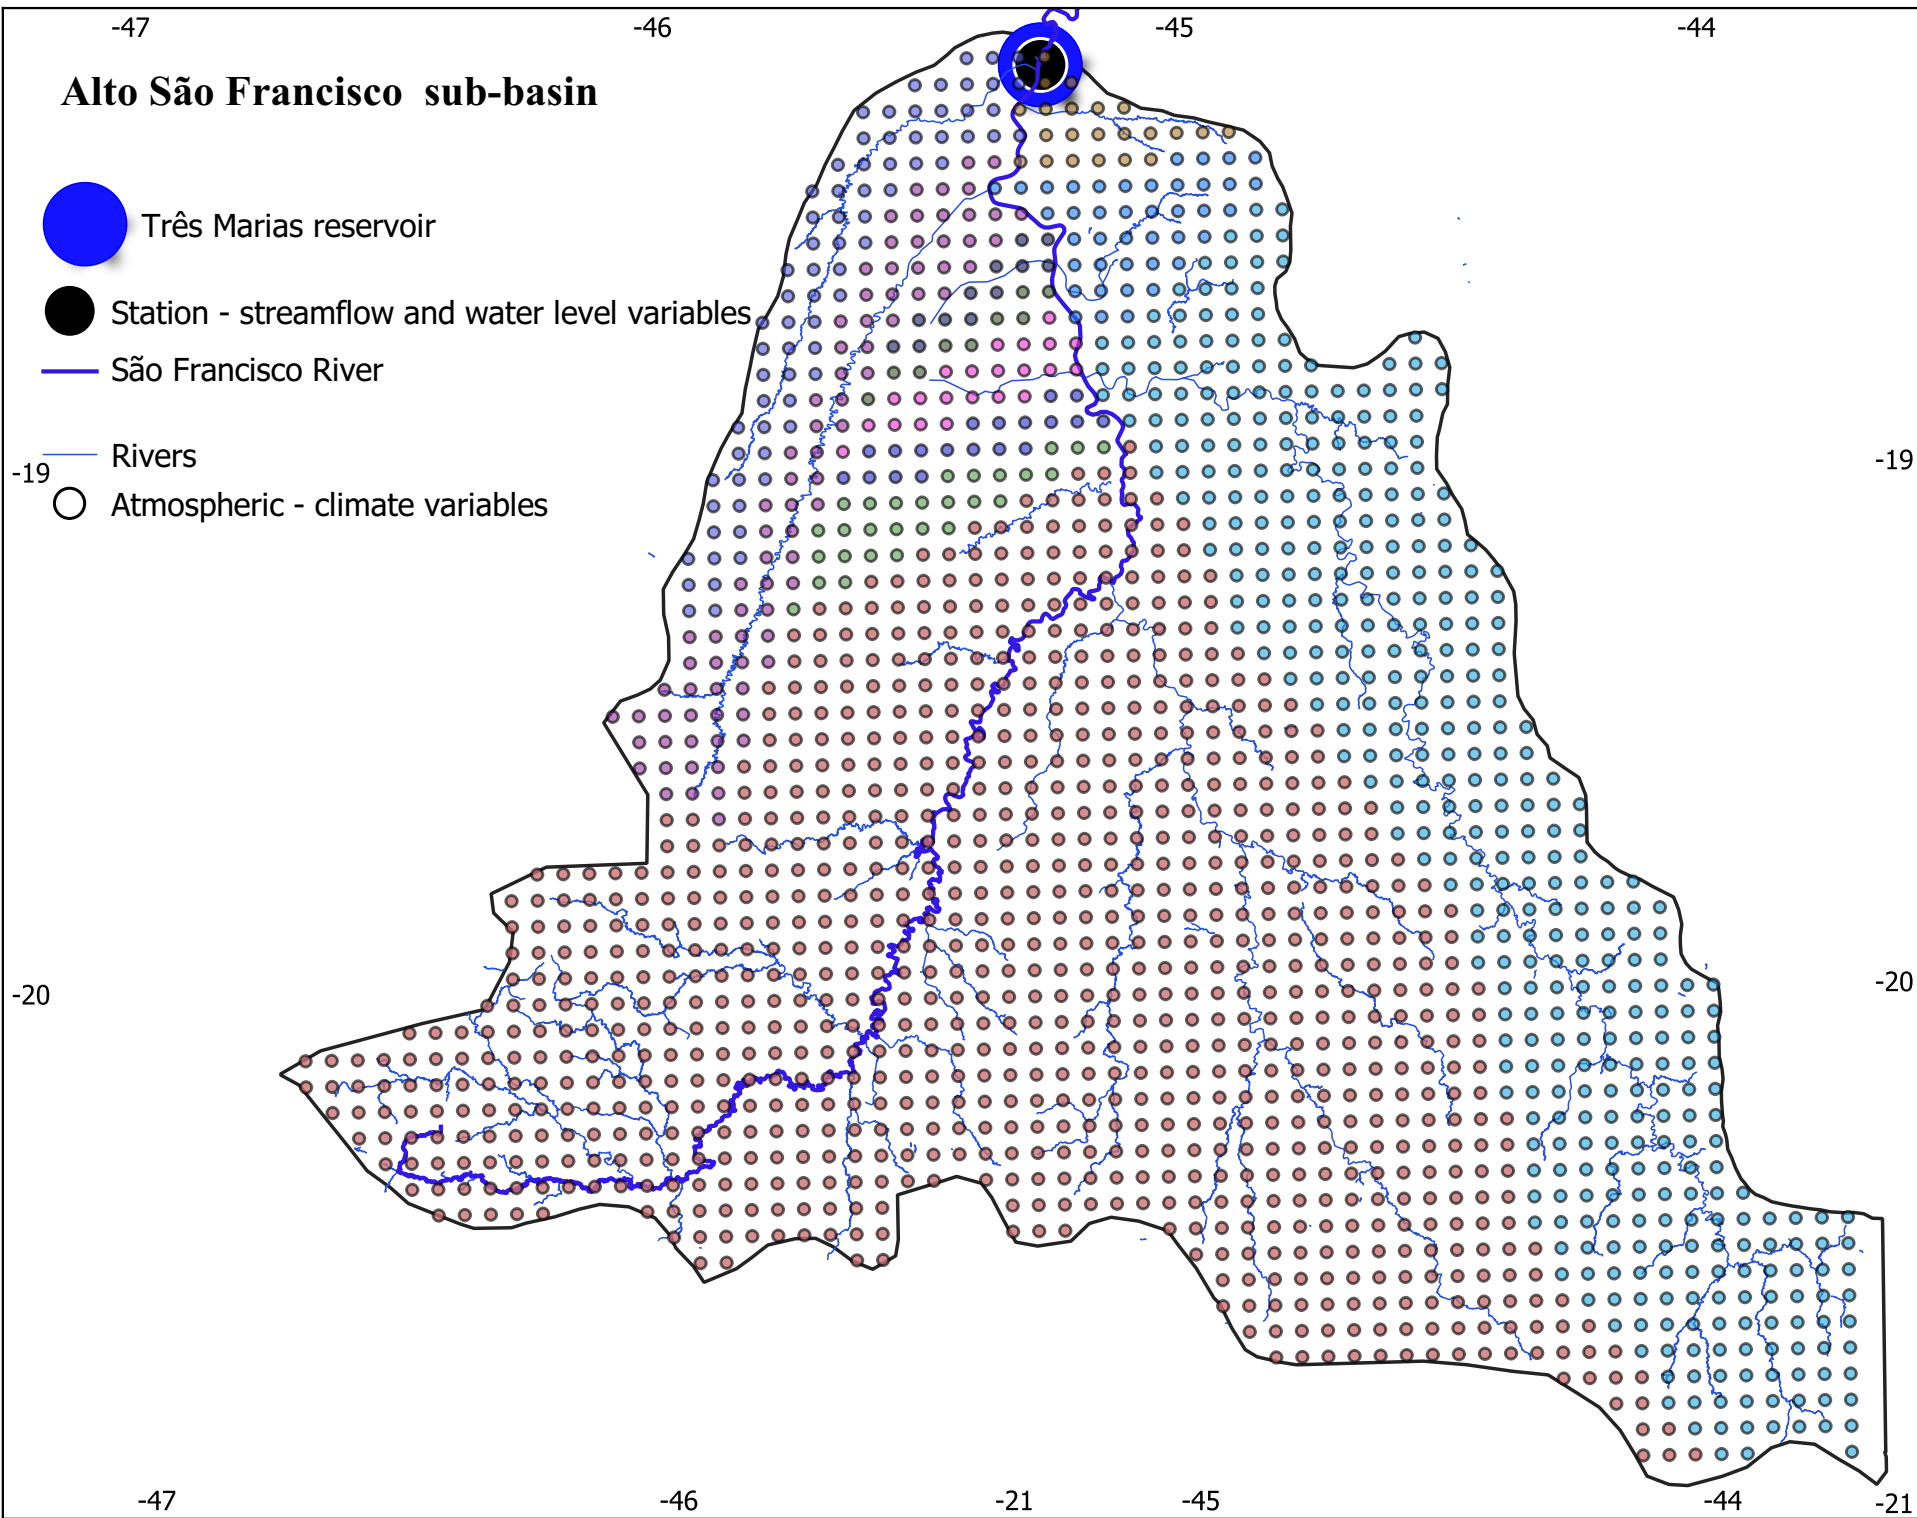 -47 -46 -45 -44
Alto São Francisco sub-basin
Três Marias reservoir
Station - streamflow and water level variables
São Francisco River
Rivers
-19 -19
Atmospheric - climate variables
-20 -20
-47 -46 -21 -45 -44 -21